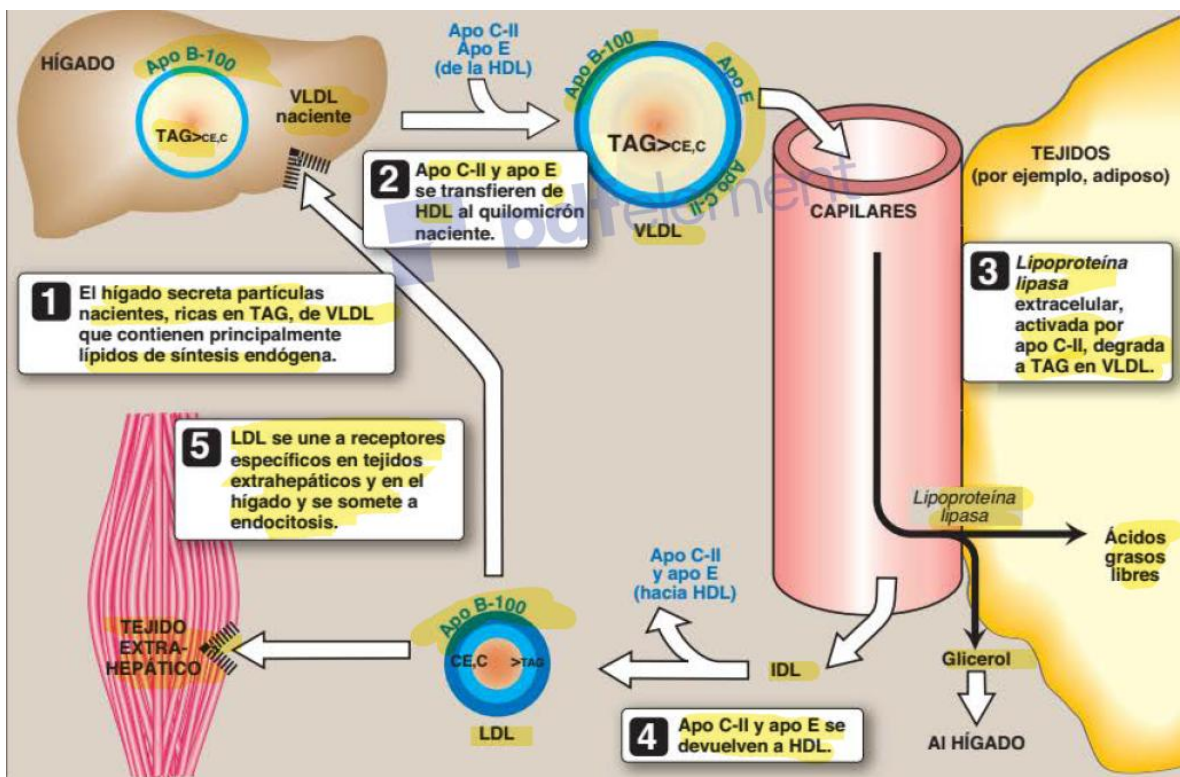 HÍGADO
Apo B-100
TAG>CE,C
VLDL
naciente
Apo C-II
Apo E
(de la HDL)
Apo B-100
Apo E
Apo C-II
TAG>CE,C
VLDL
2 Apo C-II y apo E
se transfieren de
HDL al quilomicrón
naciente.
pdfelement
CAPILARES
TEJIDOS
(por ejemplo, adiposo)
1 El hígado secreta partículas
nacientes, ricas en TAG, de VLDL
que contienen principalmente
lípidos de síntesis endógena.
3 Lipoproteína
lipasa
extracelular,
activada por
apo C-II, degrada
a TAG en VLDL.
5 LDL se une a receptores
específicos en tejidos
extrahepáticos y en el
hígado y se somete a
endocitosis.
Lipoproteína
lipasa
Ácidos
grasos
libres
Apo C-II
y apo E
(hacia HDL)
Apo B-100
CE,C >TAG
LDL
TEJIDO
EXTRA-
HEPÁTICO
IDL
Glicerol
4 Apo C-II y apo E se
devuelven a HDL.
Al HÍGADO